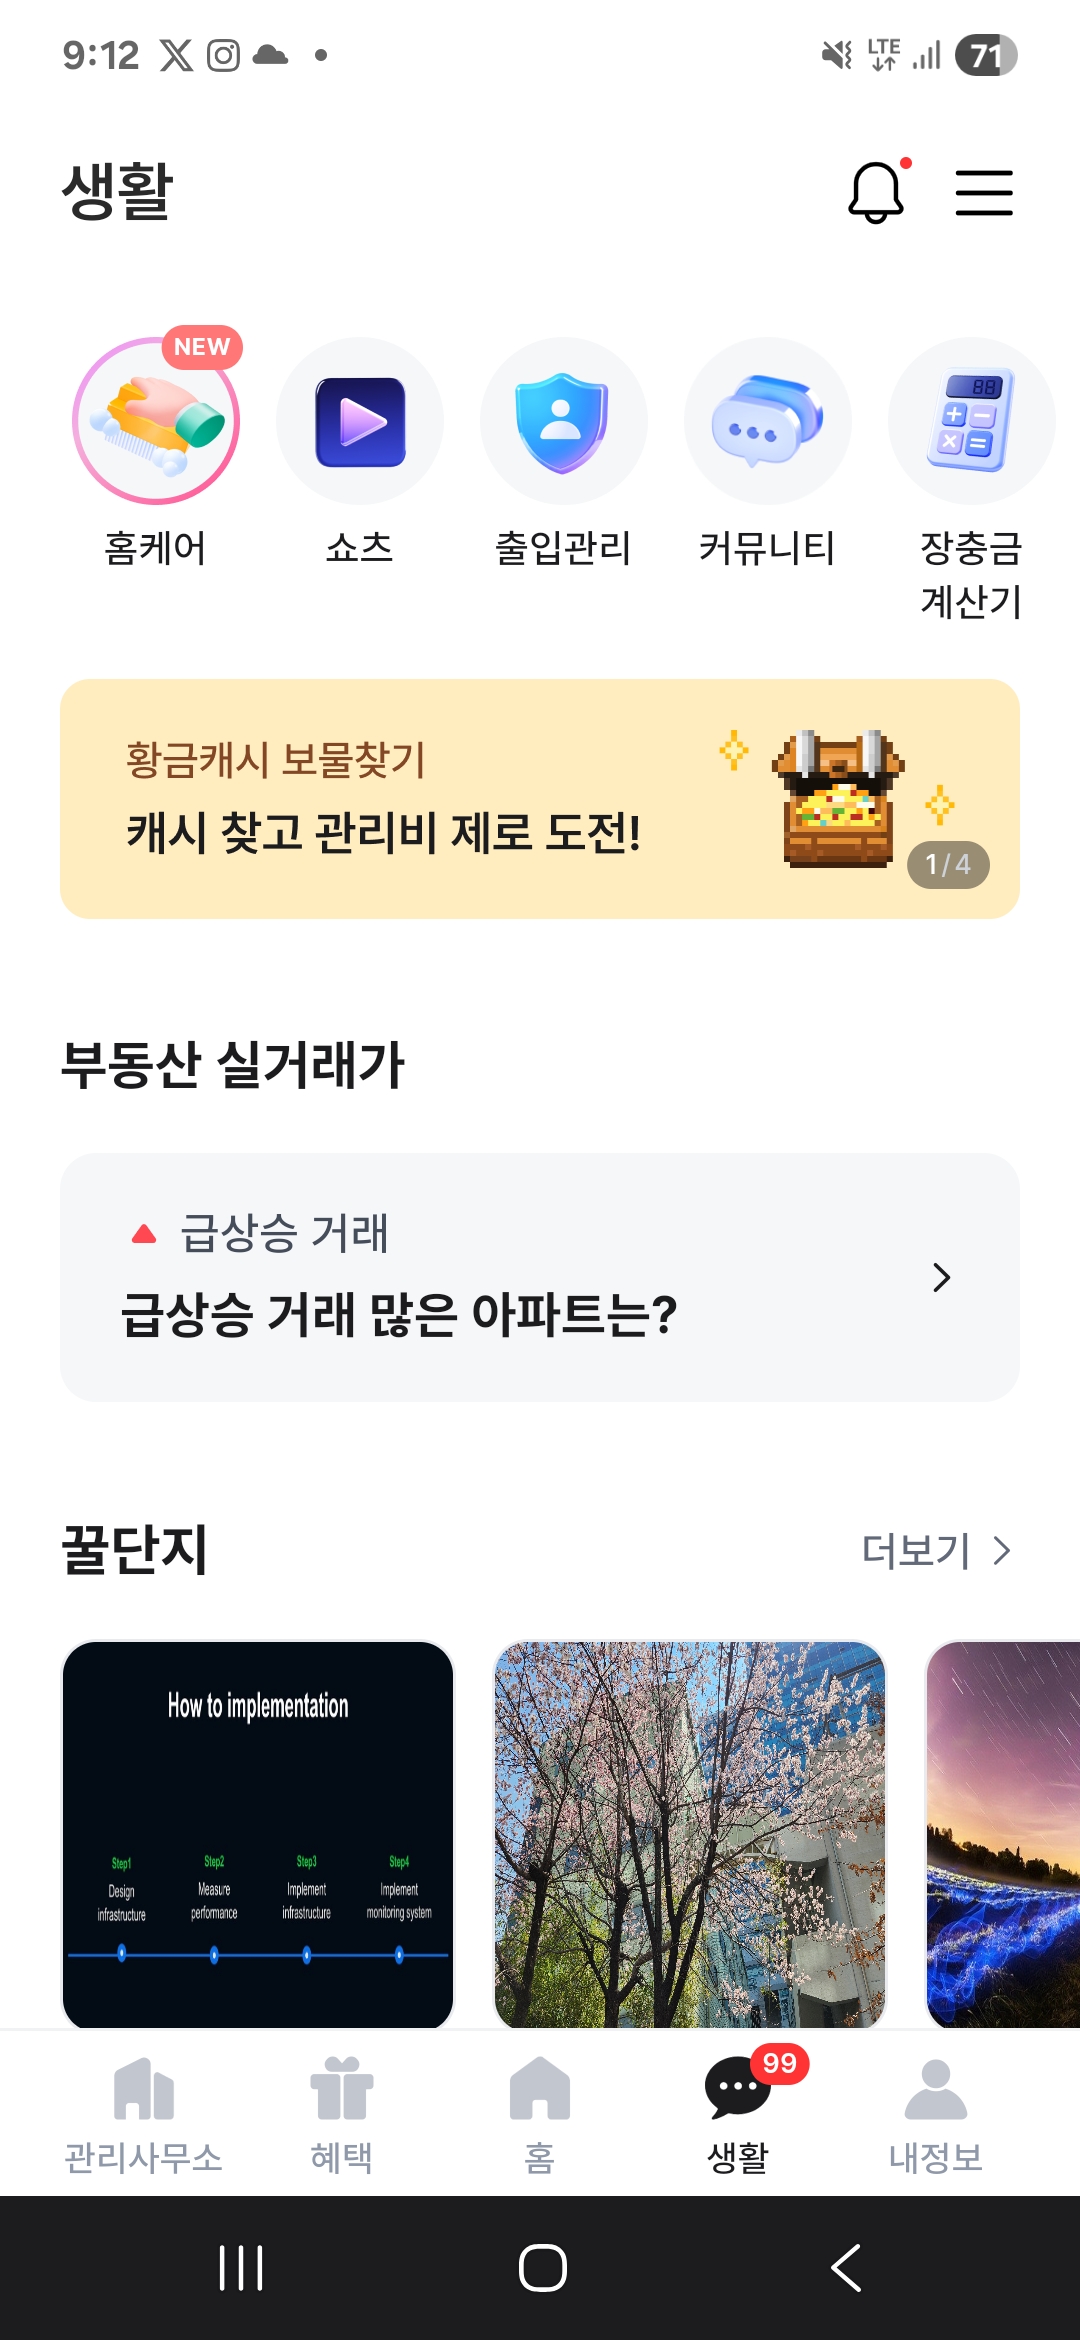 9:12
LTE
71
생활
NEW
홈케어
쇼츠
출입관리
커뮤니티
장충금
계산기
88
황금캐시 보물찾기
캐시 찾고 관리비 제로 도전!
1/4
부동산 실거래가
급상승 거래
급상승 거래 많은 아파트는?
꿀단지
더보기
How to implementation
Step1
Design
infrastructure
Step2
Measure
performance
Step3
Implement
infrastructure
Step4
Implement
monitoring system
관리사무소
혜택
홈
99
생활
내정보